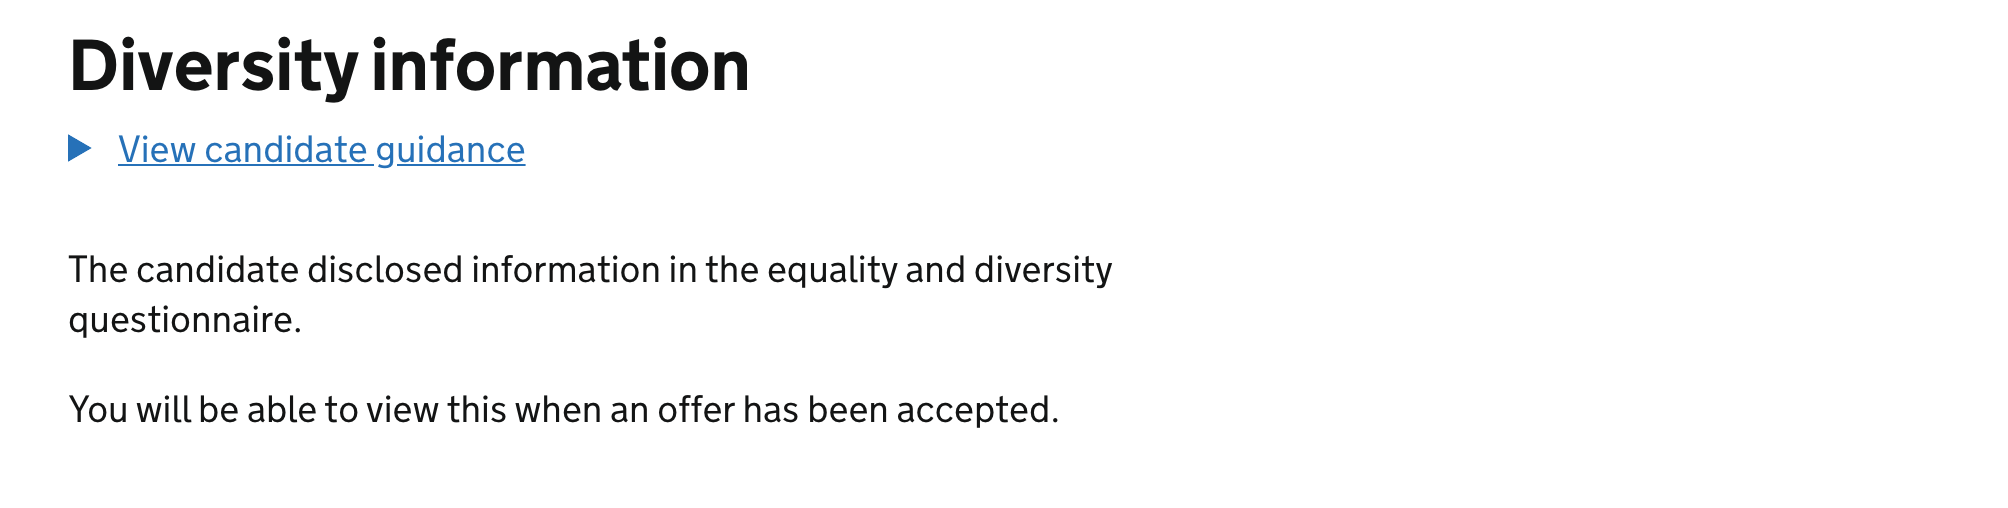 Diversity information
View candidate guidance
The candidate disclosed information in the equality and diversity
questionnaire.
You will be able to view this when an offer has been accepted.